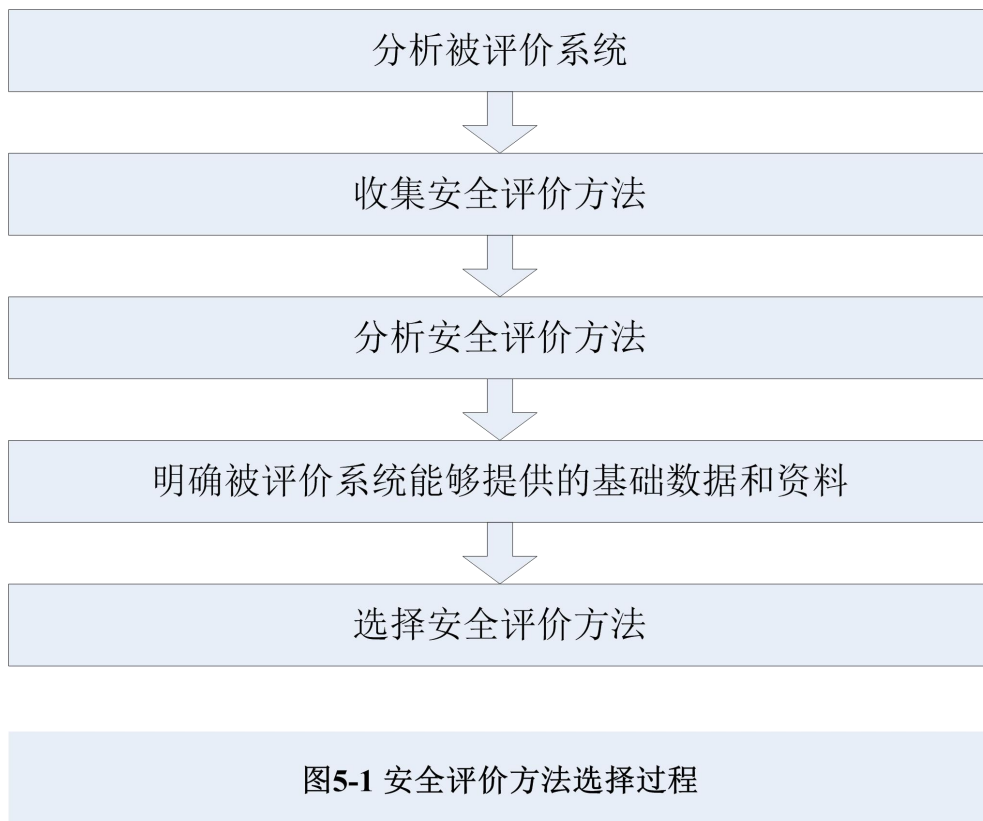 分析被评价系统
收集安全评价方法
分析安全评价方法
明确被评价系统能够提供的基础数据和资料
选择安全评价方法
图5-1 安全评价方法选择过程